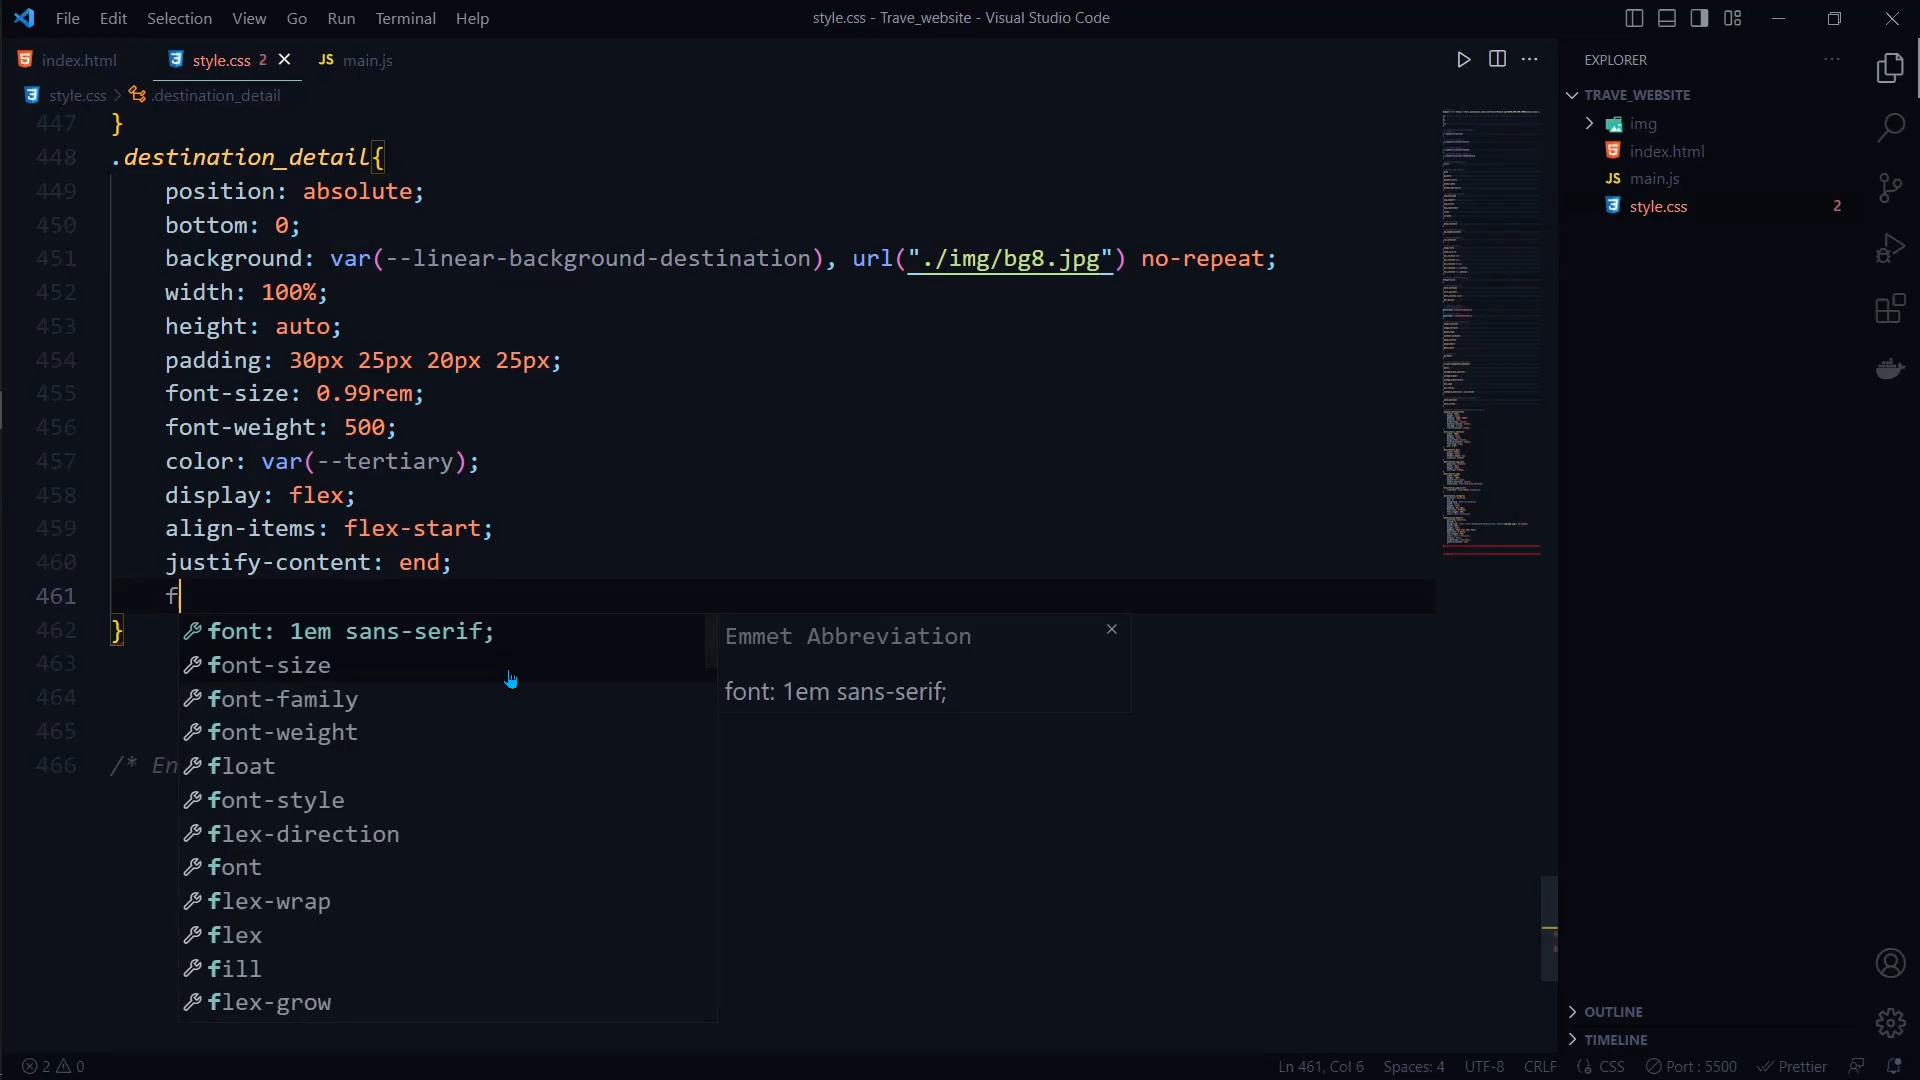 File Edit Selection View Go Run Terminal Help
style.css - Trave_website - Visual Studio Code
index.html
style.css 2
JS main.js
style.css > .destination_detail
447 }
448 .destination_detail{
449 position: absolute;
450 bottom: 0;
451 background: var(--linear-background-destination), url("./img/bg8.jpg") no-repeat;
452 width: 100%;
453 height: auto;
454 padding: 30px 25px 20px 25px;
455 font-size: 0.99rem;
456 font-weight: 500;
457 color: var(--tertiary);
458 display: flex;
459 align-items: flex-start;
460 justify-content: end;
461 f
462 }
463
464
465
466 /* En
font: 1em sans-serif;
font-size
font-family
font-weight
float
font-style
flex-direction
font
flex-wrap
flex
fill
flex-grow
Emmet Abbreviation
font: 1em sans-serif;
EXPLORER
TRAVE_WEBSITE
img
index.html
JS main.js
style.css 2
OUTLINE
TIMELINE
2 0
Ln 461, Col 6 Spaces: 4 UTF-8 CRLF {} CSS Port : 5500 Prettier